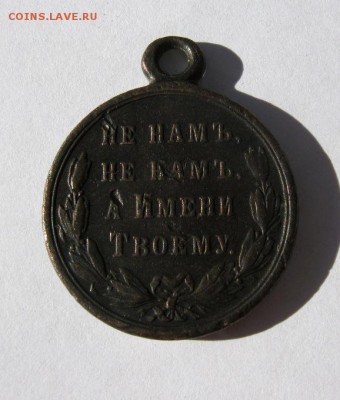 COINS.LAVE.RU
НЕ НАМЪ,
НЕ НАМЪ,
А ИМЕНИ
ТВОЕМУ.